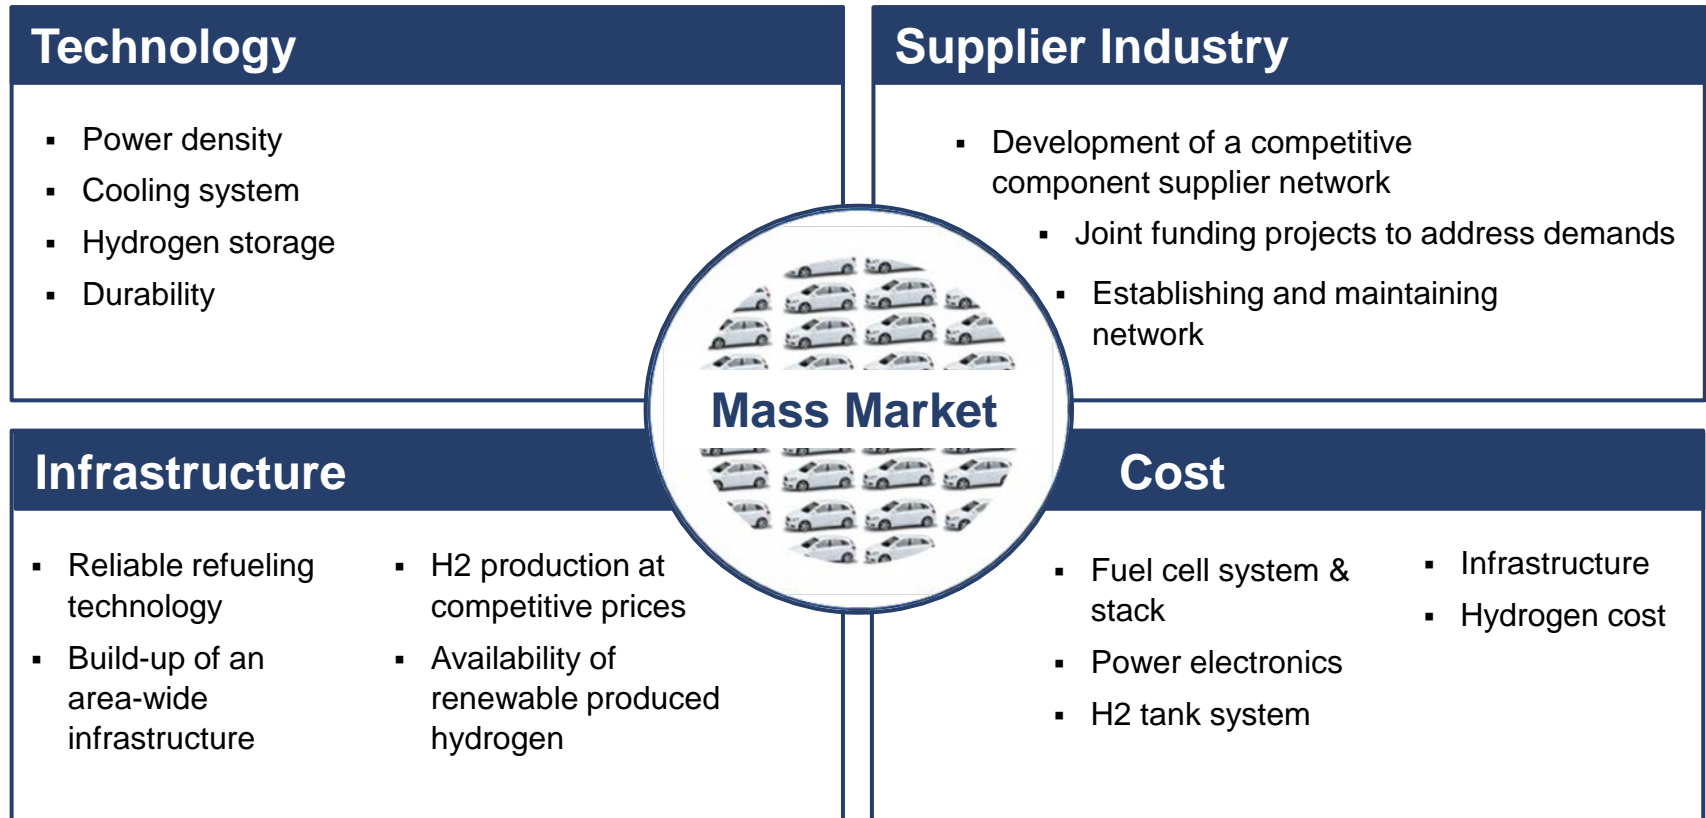 Technology
▪ Power density
▪ Cooling system
▪ Hydrogen storage
▪ Durability
Supplier Industry
▪ Development of a competitive
component supplier network
▪ Joint funding projects to address demands
▪ Establishing and maintaining
network
Mass Market
Infrastructure
▪ Reliable refueling
technology
▪ Build-up of an
area-wide
infrastructure
▪ H2 production at
competitive prices
▪ Availability of
renewable produced
hydrogen
Cost
▪ Fuel cell system &
stack
▪ Power electronics
▪ H2 tank system
▪ Infrastructure
▪ Hydrogen cost